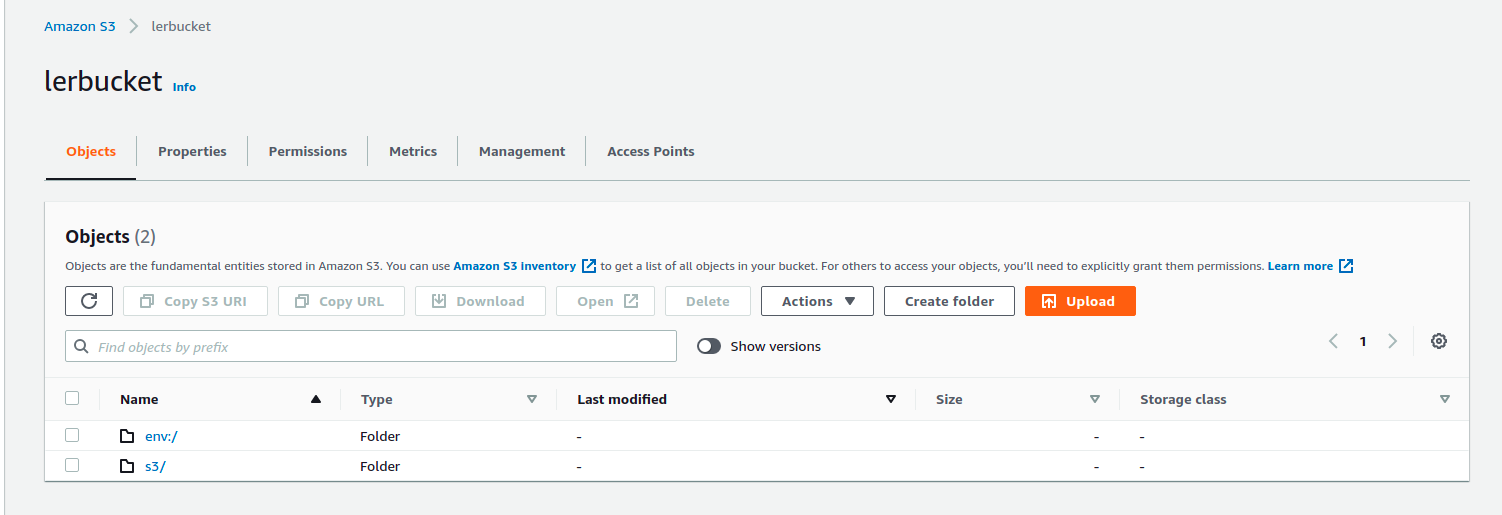 Amazon S3 lerbucket
lerbucket Info
Objects Properties Permissions Metrics Management Access Points
Objects (2)
Objects are the fundamental entities stored in Amazon S3. You can use Amazon S3 inventory to get a list of all objects in your bucket. For others to access your objects, you'll need to explicitly grant them permissions. Learn more
Copy S3 URI Copy URL Download Open Delete Actions Create folder Upload
Find objects by prefix Show versions 1
Name Type Last modified Size Storage class
env:/ Folder - - -
s3/ Folder - - -